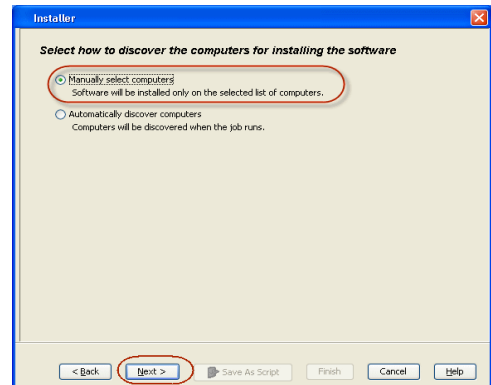 Installer
Select how to discover the computers for installing the software
Manually select computers
Software will be installed only on the selected list of computers.
Automatically discover computers
Computers will be discovered when the job runs.
< Back
Next >
Save As Script
Finish
Cancel
Help